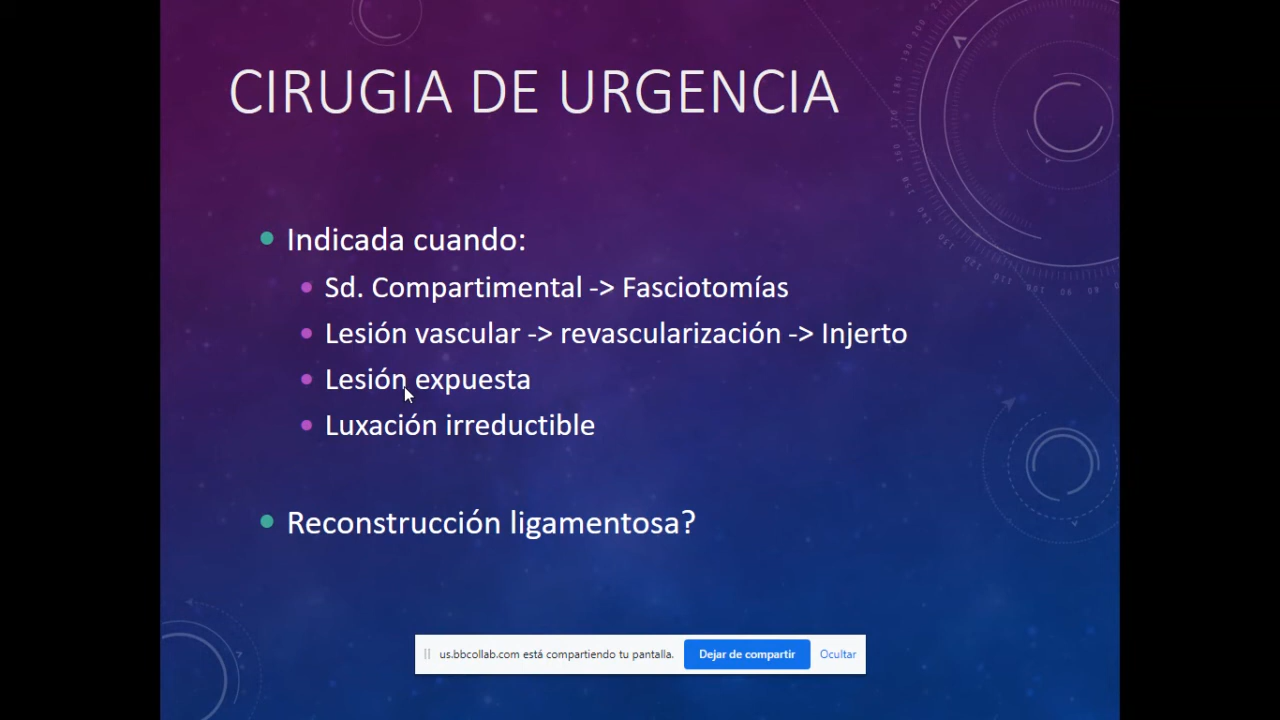 CIRUGIA DE URGENCIA
Indicada cuando:
Sd. Compartimental -> Fasciotomías
Lesión vascular -> revascularización -> Injerto
Lesión expuesta
Luxación irreductible
Reconstrucción ligamentosa?
us.bbcollab.com está compartiendo tu pantalla. Dejar de compartir Ocultar